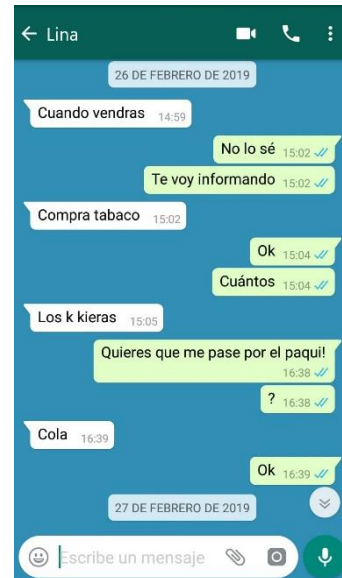 Lina
26 DE FEBRERO DE 2019
Cuando vendras 14:59
No lo sé 15:02
Te voy informando 15:02
Compra tabaco 15:02
Ok 15:04
Cuántos 15:04
Los k kieras 15:05
Quieres que me pase por el paqui!
16:38
? 16:38
Cola 16:39
Ok 16:39
27 DE FEBRERO DE 2019
Escribe un mensaje